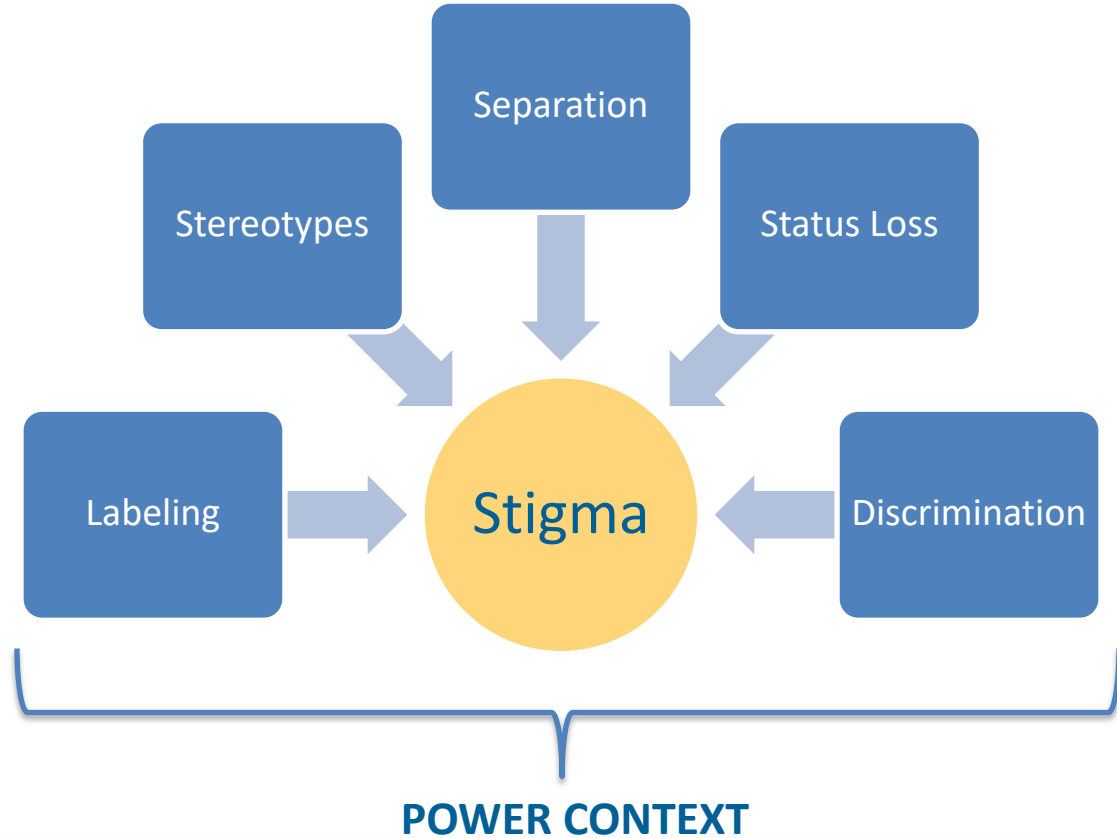 Separation
Stereotypes
Status Loss
Labeling
Stigma
Discrimination
POWER CONTEXT